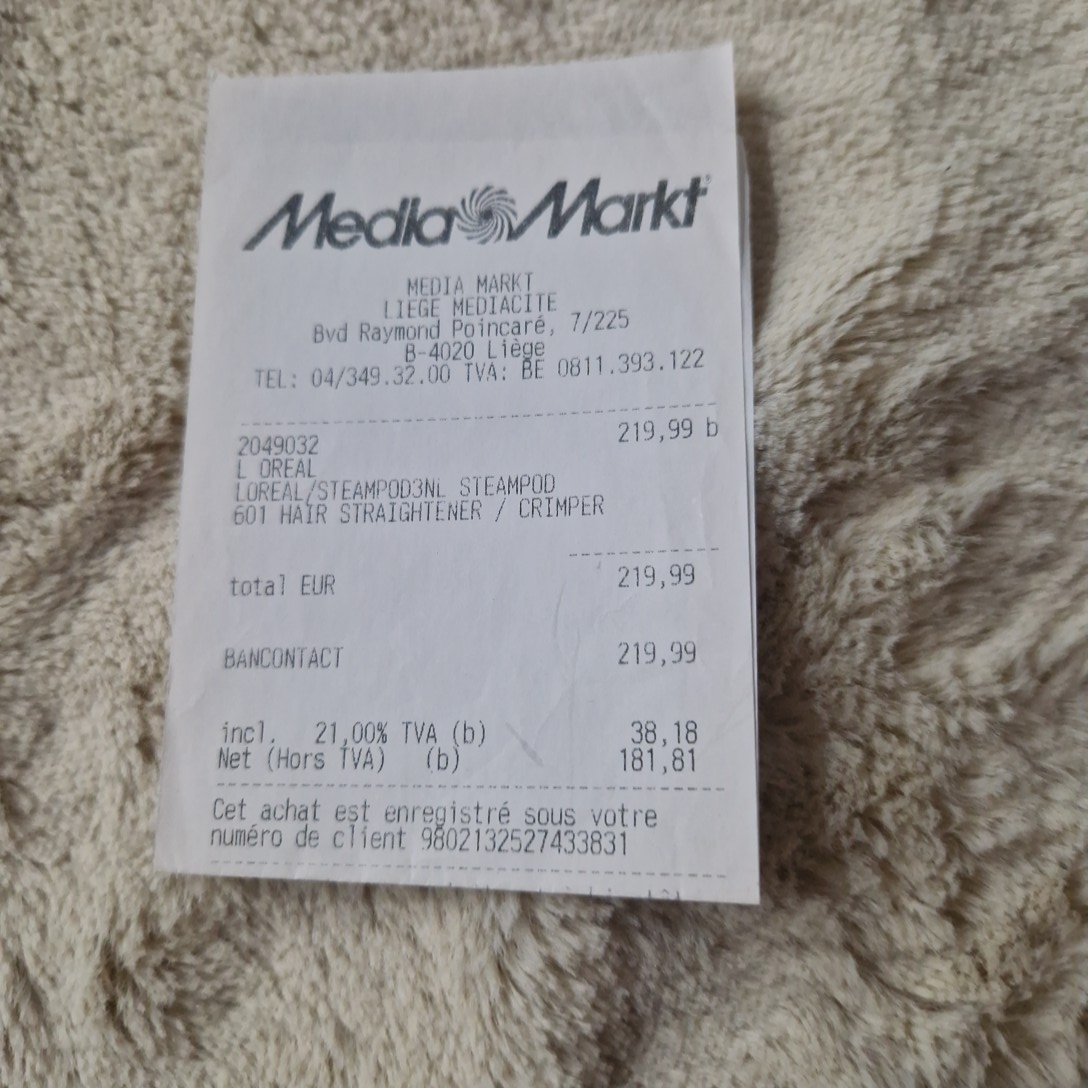 Media Markt
MEDIA MARKT
LIEGE MEDIACITE
Bvd Raymond Poincaré, 7/225
B-4020 Liège
TEL: 04/349.32.00 TVA: BE 0811.393.122
2049032 219,99 b
L OREAL
LOREAL/STEAMPOD3NL STEAMPOD
601 HAIR STRAIGHTENER / CRIMPER
total EUR 219,99
BANCONTACT 219,99
incl. 21,00% TVA (b) 38,18
Net (Hors TVA) (b) 181,81
Cet achat est enregistré sous votre
numéro de client 9802132527433831